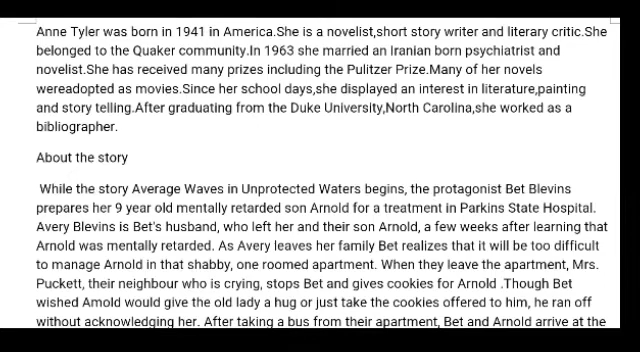 Anne Tyler was born in 1941 in America.She is a novelist,short story writer and literary critic.She
belonged to the Quaker community.In 1963 she married an Iranian born psychiatrist and
novelist.She has received many prizes including the Pulitzer Prize.Many of her novels
wereadopted as movies.Since her school days,she displayed an interest in literature,painting
and story telling.After graduating from the Duke University,North Carolina,she worked as a
bibliographer.
About the story
While the story Average Waves in Unprotected Waters begins, the protagonist Bet Blevins
prepares her 9 year old mentally retarded son Arnold for a treatment in Parkins State Hospital.
Avery Blevins is Bet's husband, who left her and their son Arnold, a few weeks after learning that
Arnold was mentally retarded. As Avery leaves her family Bet realizes that it will be too difficult
to manage Arnold in that shabby, one roomed apartment. When they leave the apartment, Mrs.
Puckett, their neighbour who is crying, stops Bet and gives cookies for Arnold .Though Bet
wished Amold would give the old lady a hug or just take the cookies offered to him, he ran off
without acknowledging her. After taking a bus from their apartment, Bet and Arnold arrive at the